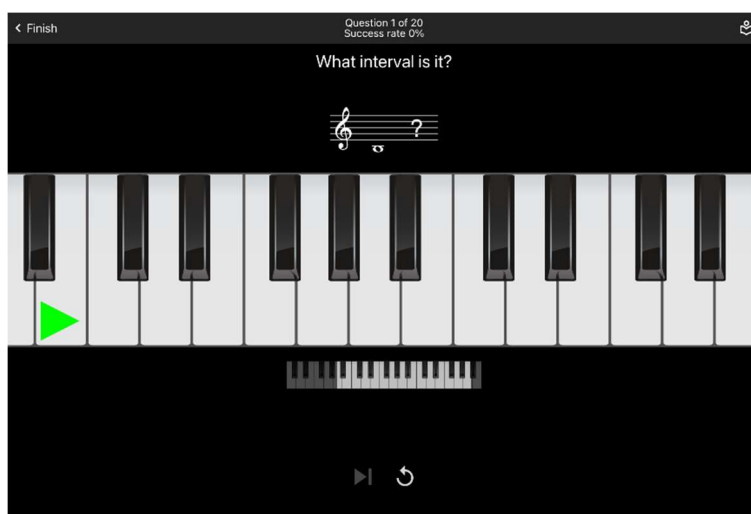 Finish
Question 1 of 20
Success rate 0%
What interval is it?
?